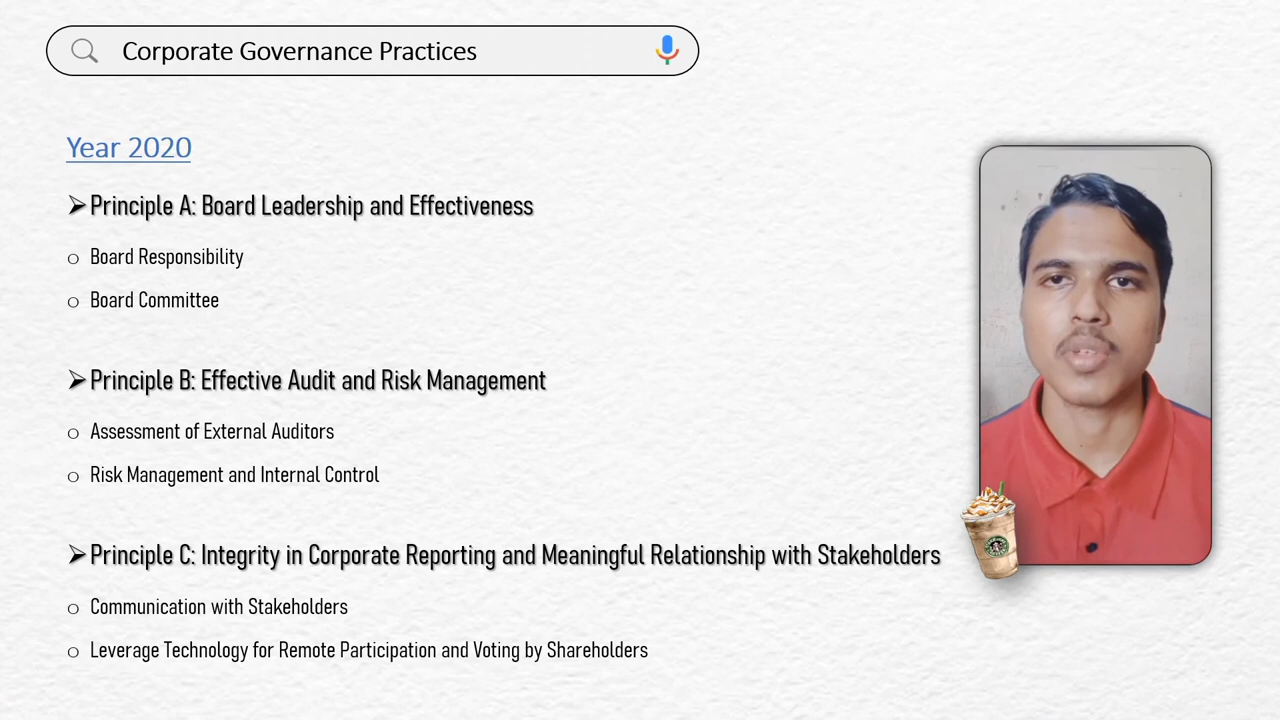 Corporate Governance Practices
Year 2020
➢Principle A: Board Leadership and Effectiveness
○ Board Responsibility
○ Board Committee
➢Principle B: Effective Audit and Risk Management
○ Assessment of External Auditors
○ Risk Management and Internal Control
➢Principle C: Integrity in Corporate Reporting and Meaningful Relationship with Stakeholders
○ Communication with Stakeholders
○ Leverage Technology for Remote Participation and Voting by Shareholders